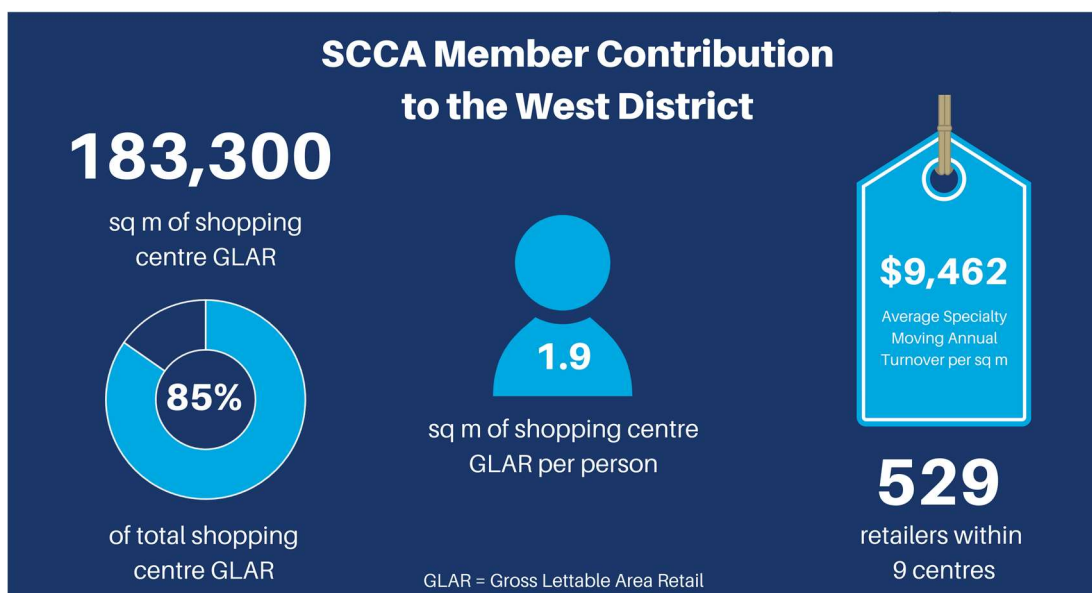 SCCA Member Contribution
to the West District
183,300
sq m of shopping
centre GLAR
85%
of total shopping
centre GLAR
1.9
sq m of shopping centre
GLAR per person
GLAR = Gross Lettable Area Retail
$9,462
Average Specialty
Moving Annual
Turnover per sq m
529
retailers within
9 centres